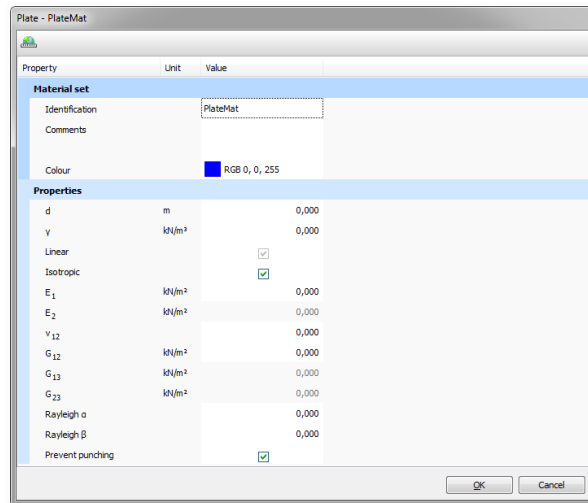 Plate - PlateMat
Property Unit Value
Material set
Identification PlateMat
Comments
Colour RGB 0, 0, 255
Properties
d m 0,000
γ kN/m³ 0,000
Linear
Isotropic
E1 kN/m² 0,000
E2 kN/m² 0,000
ν12 0,000
G12 kN/m² 0,000
G13 kN/m² 0,000
G23 kN/m² 0,000
Rayleigh α 0,000
Rayleigh β 0,000
Prevent punching
OK Cancel